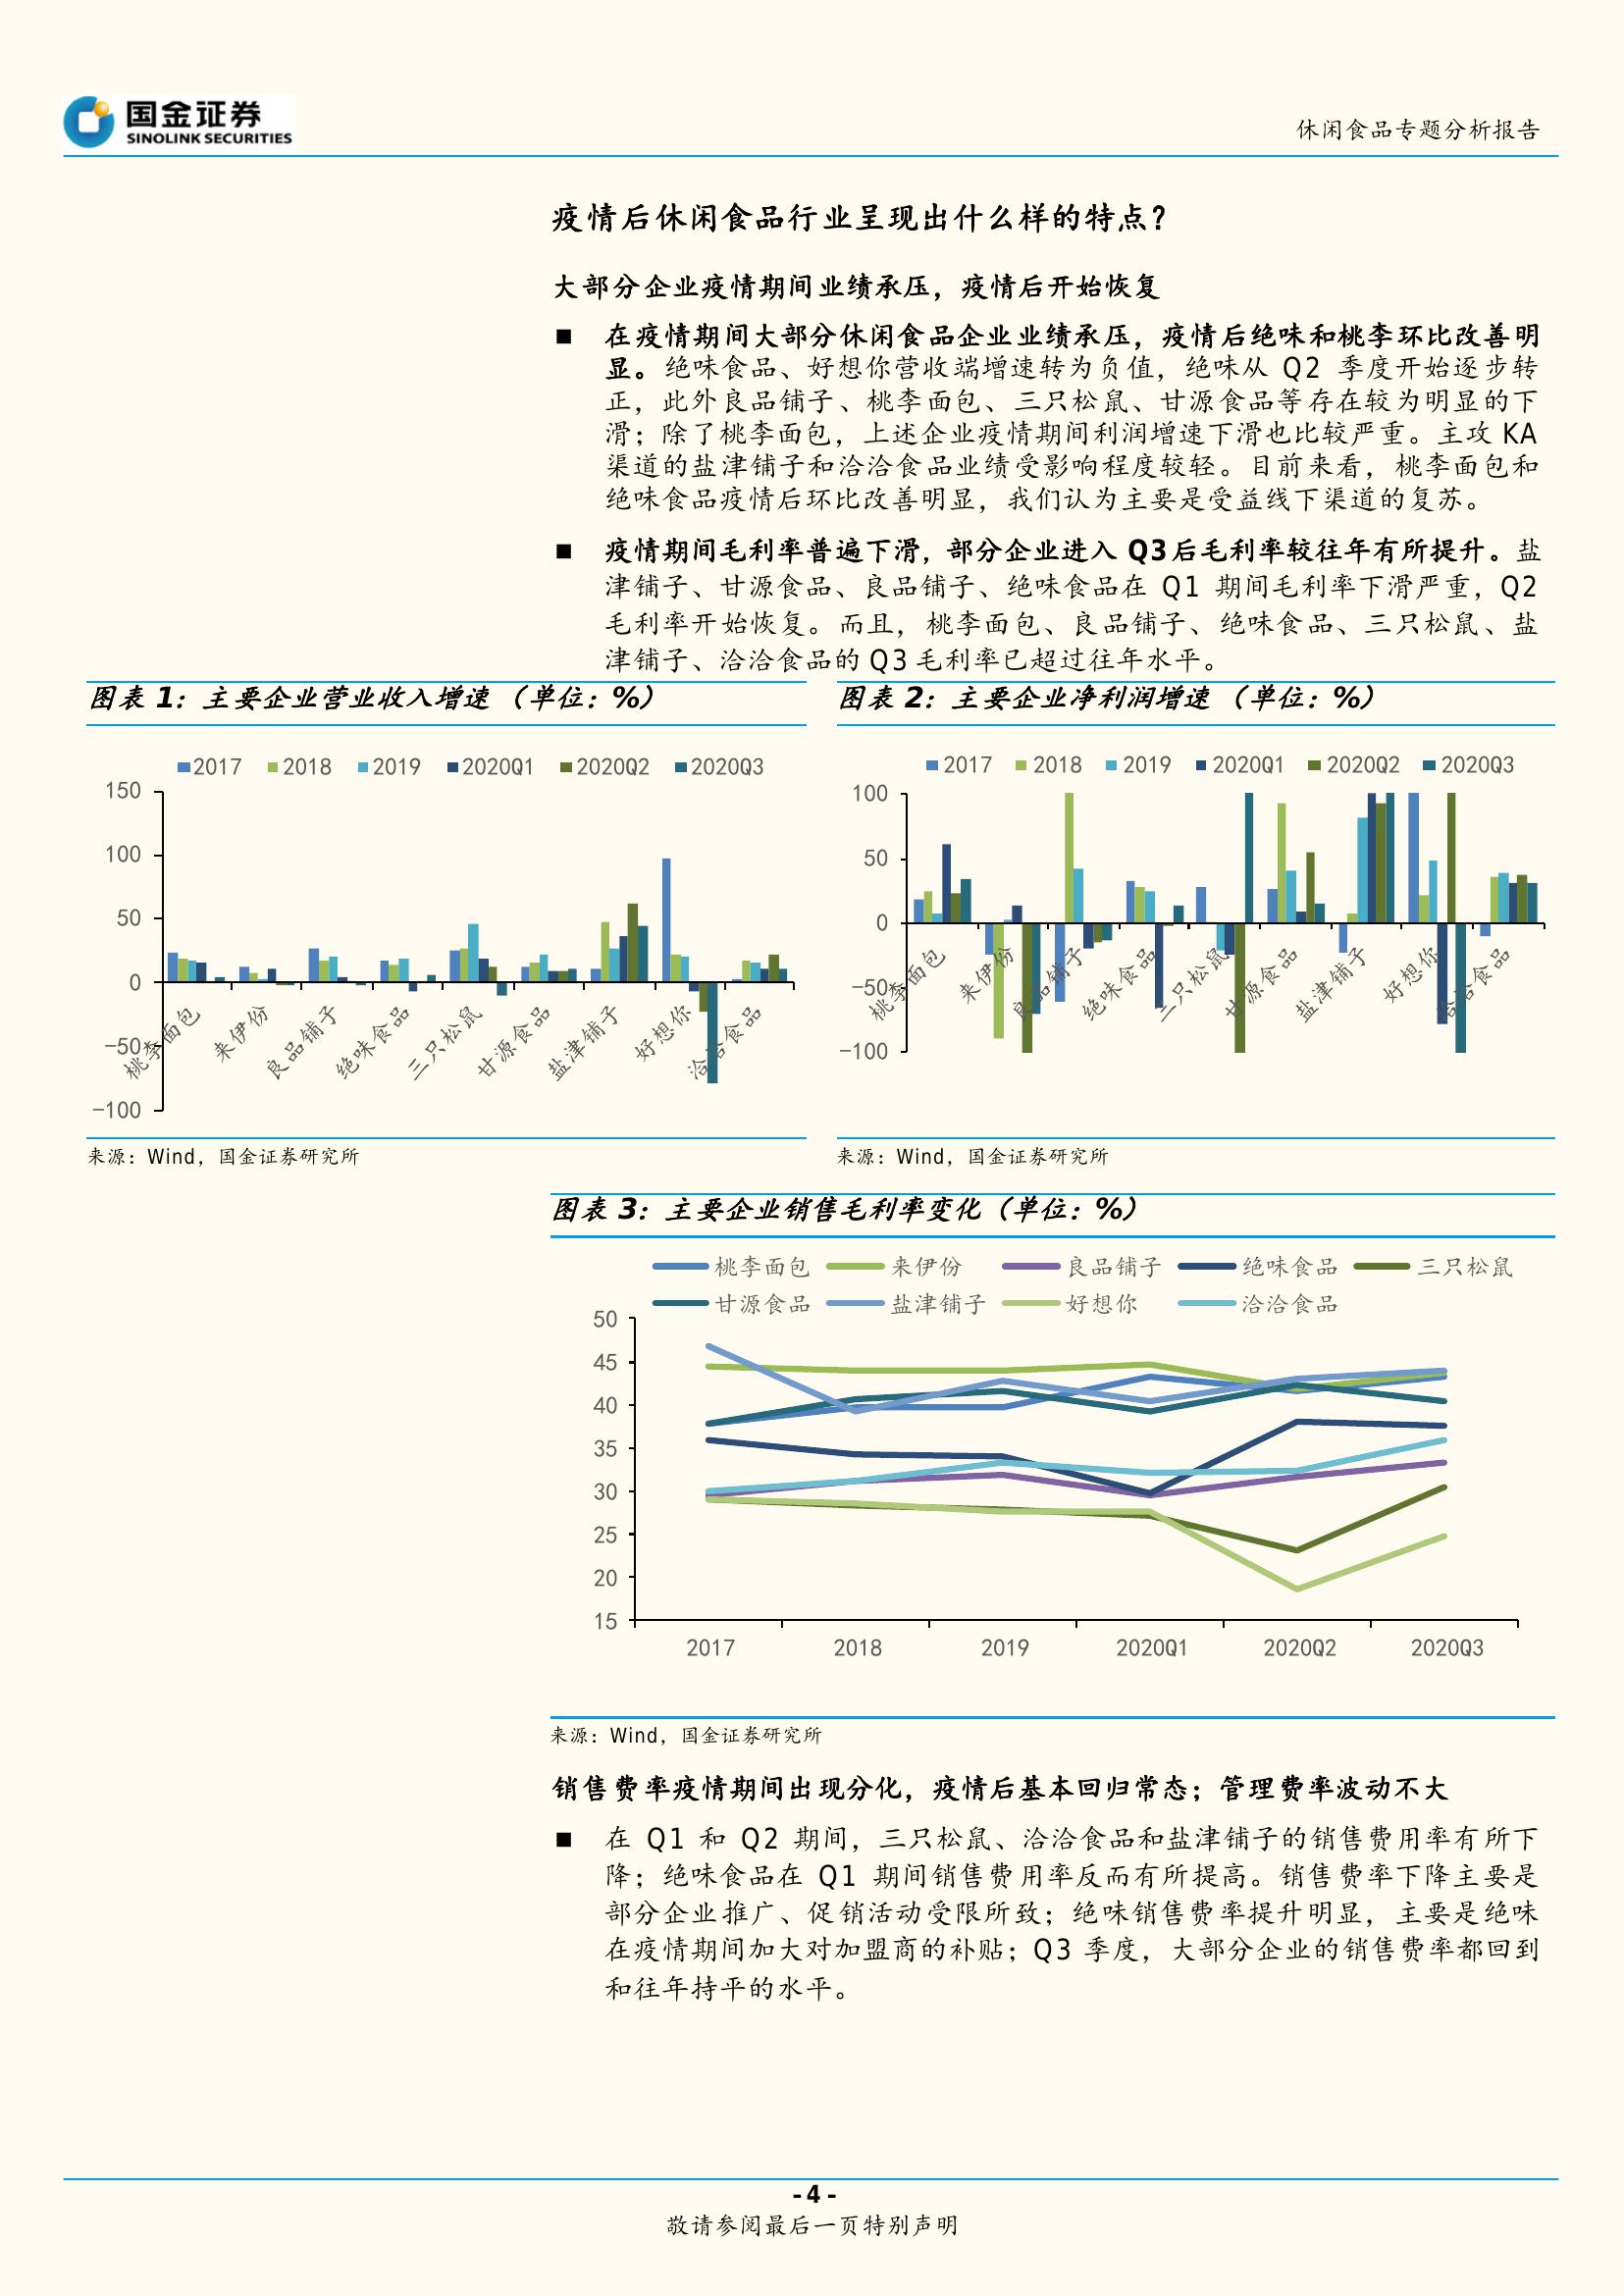 国金证券
SINOLINK SECURITIES
休闲食品专题分析报告
疫情后休闲食品行业呈现出什么样的特点？
大部分企业疫情期间业绩承压，疫情后开始恢复
■ 在疫情期间大部分休闲食品企业业绩承压，疫情后绝味和桃李环比改善明
显。绝味食品、好想你营收端增速转为负值，绝味从 Q2 季度开始逐步转
正，此外良品铺子、桃李面包、三只松鼠、甘源食品等存在较为明显的下
滑；除了桃李面包，上述企业疫情期间利润增速下滑也比较严重。主攻 KA
渠道的盐津铺子和洽洽食品业绩受影响程度较轻。目前来看，桃李面包和
绝味食品疫情后环比改善明显，我们认为主要是受益线下渠道的复苏。
■ 疫情期间毛利率普遍下滑，部分企业进入 Q3 后毛利率较往年有所提升。盐
津铺子、甘源食品、良品铺子、绝味食品在 Q1 期间毛利率下滑严重，Q2
毛利率开始恢复。而且，桃李面包、良品铺子、绝味食品、三只松鼠、盐
津铺子、洽洽食品的 Q3 毛利率已超过往年水平。
图表 1：主要企业营业收入增速 （单位：%）
2017 2018 2019 2020Q1 2020Q2 2020Q3
150
100
50
0
-50
-100
桃李面包 来伊份 良品铺子 绝味食品 三只松鼠 甘源食品 盐津铺子 好想你 洽洽食品
来源：Wind，国金证券研究所
图表 2：主要企业净利润增速 （单位：%）
2017 2018 2019 2020Q1 2020Q2 2020Q3
100
50
0
-50
-100
桃李面包 来伊份 良品铺子 绝味食品 三只松鼠 甘源食品 盐津铺子 好想你 洽洽食品
来源：Wind，国金证券研究所
图表 3：主要企业销售毛利率变化（单位：%）
桃李面包 来伊份 良品铺子 绝味食品 三只松鼠
甘源食品 盐津铺子 好想你 洽洽食品
50
45
40
35
30
25
20
15
2017 2018 2019 2020Q1 2020Q2 2020Q3
来源：Wind，国金证券研究所
销售费率疫情期间出现分化，疫情后基本回归常态；管理费率波动不大
■ 在 Q1 和 Q2 期间，三只松鼠、洽洽食品和盐津铺子的销售费用率有所下
降；绝味食品在 Q1 期间销售费用率反而有所提高。销售费率下降主要是
部分企业推广、促销活动受限所致；绝味销售费率提升明显，主要是绝味
在疫情期间加大对加盟商的补贴；Q3 季度，大部分企业的销售费率都回到
和往年持平的水平。
- 4 -
敬请参阅最后一页特别声明